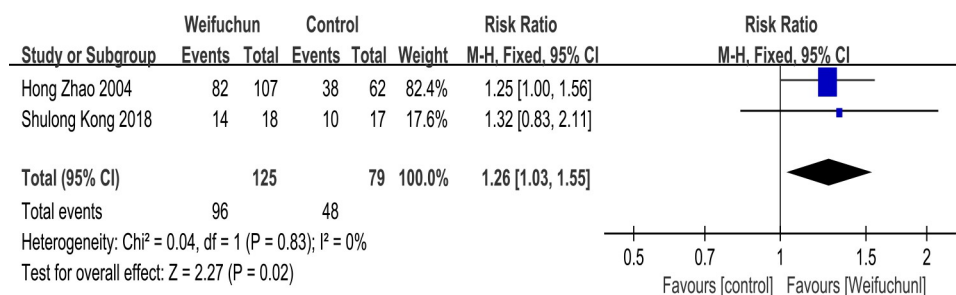 Weifuchun Control Risk Ratio Risk Ratio
Study or Subgroup Events Total Events Total Weight M-H, Fixed, 95% CI M-H, Fixed, 95% CI
Hong Zhao 2004 82 107 38 62 82.4% 1.25 [1.00, 1.56]
Shulong Kong 2018 14 18 10 17 17.6% 1.32 [0.83, 2.11]
Total (95% CI) 125 79 100.0% 1.26 [1.03, 1.55]
Total events 96 48
Heterogeneity: Chi² = 0.04, df = 1 (P = 0.83); I² = 0%
Test for overall effect: Z = 2.27 (P = 0.02)
0.5 0.7 1 1.5 2
Favours [control] Favours [Weifuchunl]